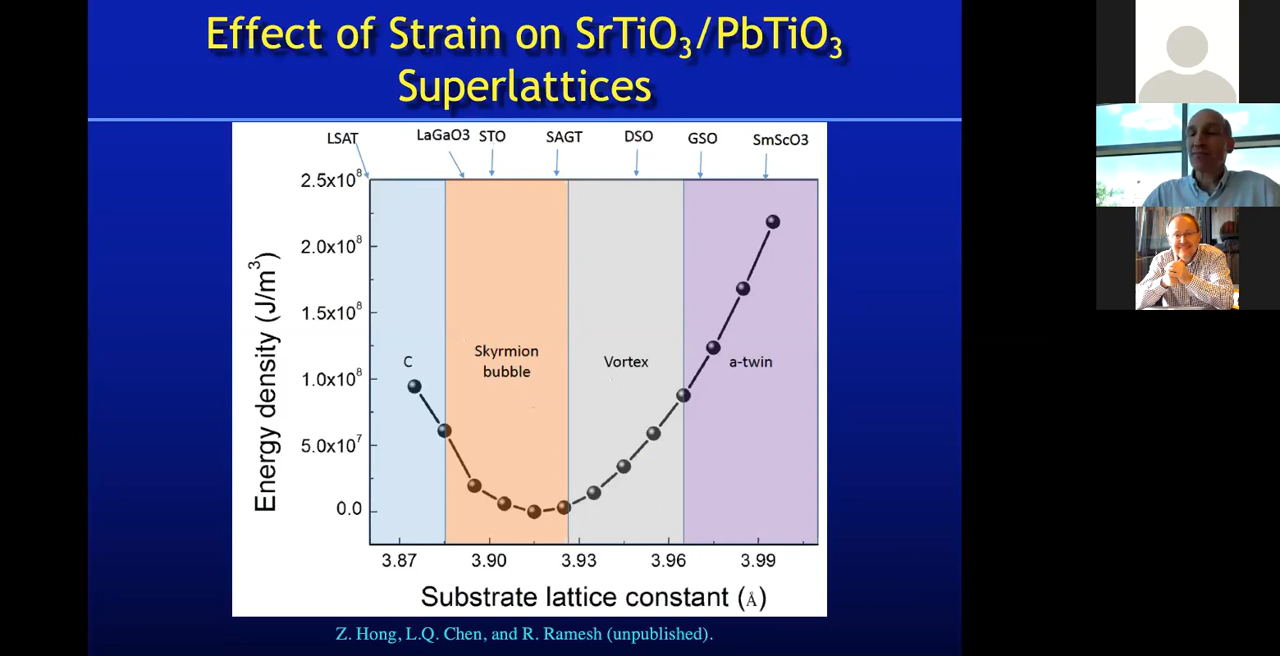 Effect of Strain on SrTiO₃/PbTiO₃
Superlattices
LSAT LaGaO3 STO SAGT DSO GSO SmScO3
2.5x10⁸
2.0x10⁸
1.5x10⁸
1.0x10⁸
5.0x10⁷
0.0
Energy density (J/m³)
C
Skyrmion
bubble
Vortex
a-twin
3.87 3.90 3.93 3.96 3.99
Substrate lattice constant (Å)
Z. Hong, L.Q. Chen, and R. Ramesh (unpublished).